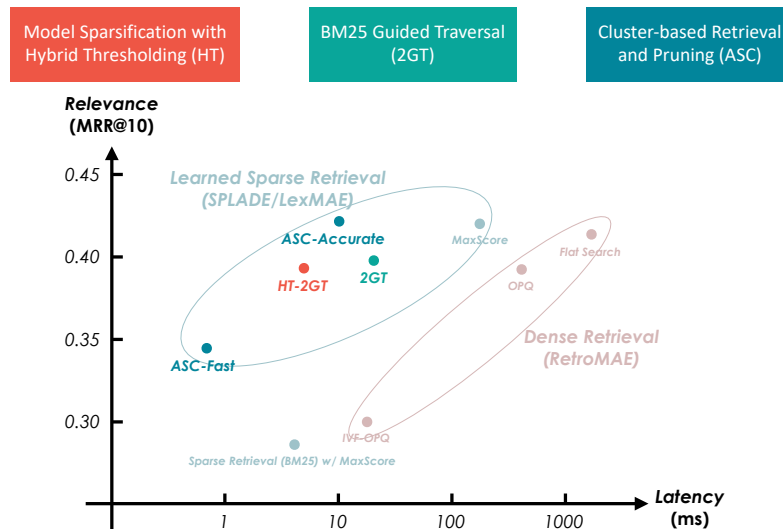 Model Sparsification with
Hybrid Thresholding (HT)
BM25 Guided Traversal
(2GT)
Cluster-based Retrieval
and Pruning (ASC)
Relevance
(MRR@10)
0.45
0.40
0.35
0.30
Learned Sparse Retrieval
(SPLADE/LexMAE)
ASC-Accurate
MaxScore
Flat Search
HT-2GT
2GT
OPQ
Dense Retrieval
(RetroMAE)
ASC-Fast
IVF-OPQ
Sparse Retrieval (BM25) w/ MaxScore
1
10
100
1000
Latency
(ms)